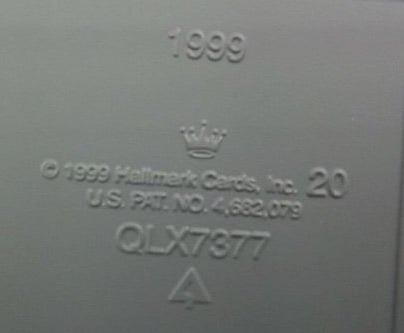 1999
© 1999 Hallmark Cards, Inc. 20
U.S. PAT. NO. 4,682,079
QLX7377
4